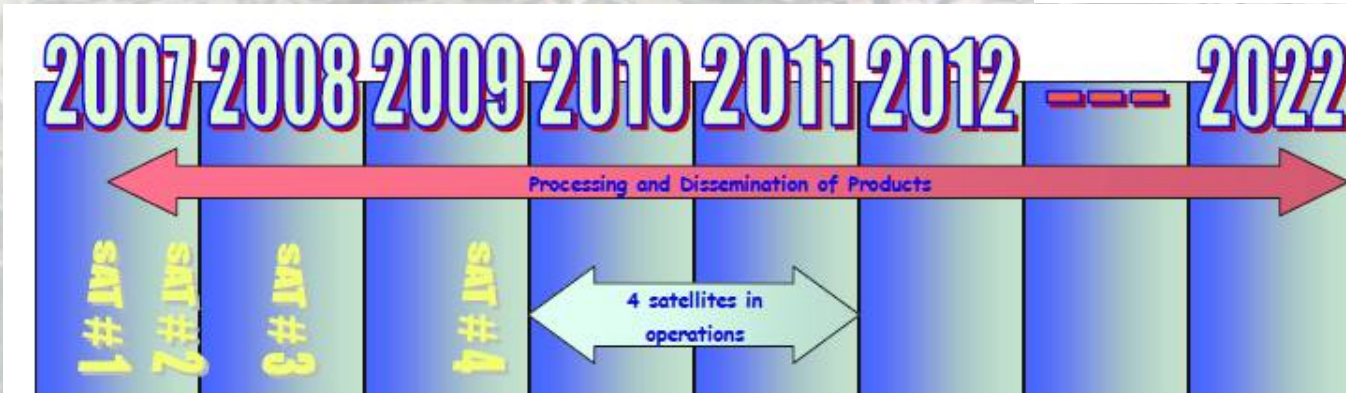 2007 2008 2009 2010 2011 2012 --- 2022
Processing and Dissemination of Products
SAT #1
SAT #2
SAT #3
SAT #4
4 satellites in
operations